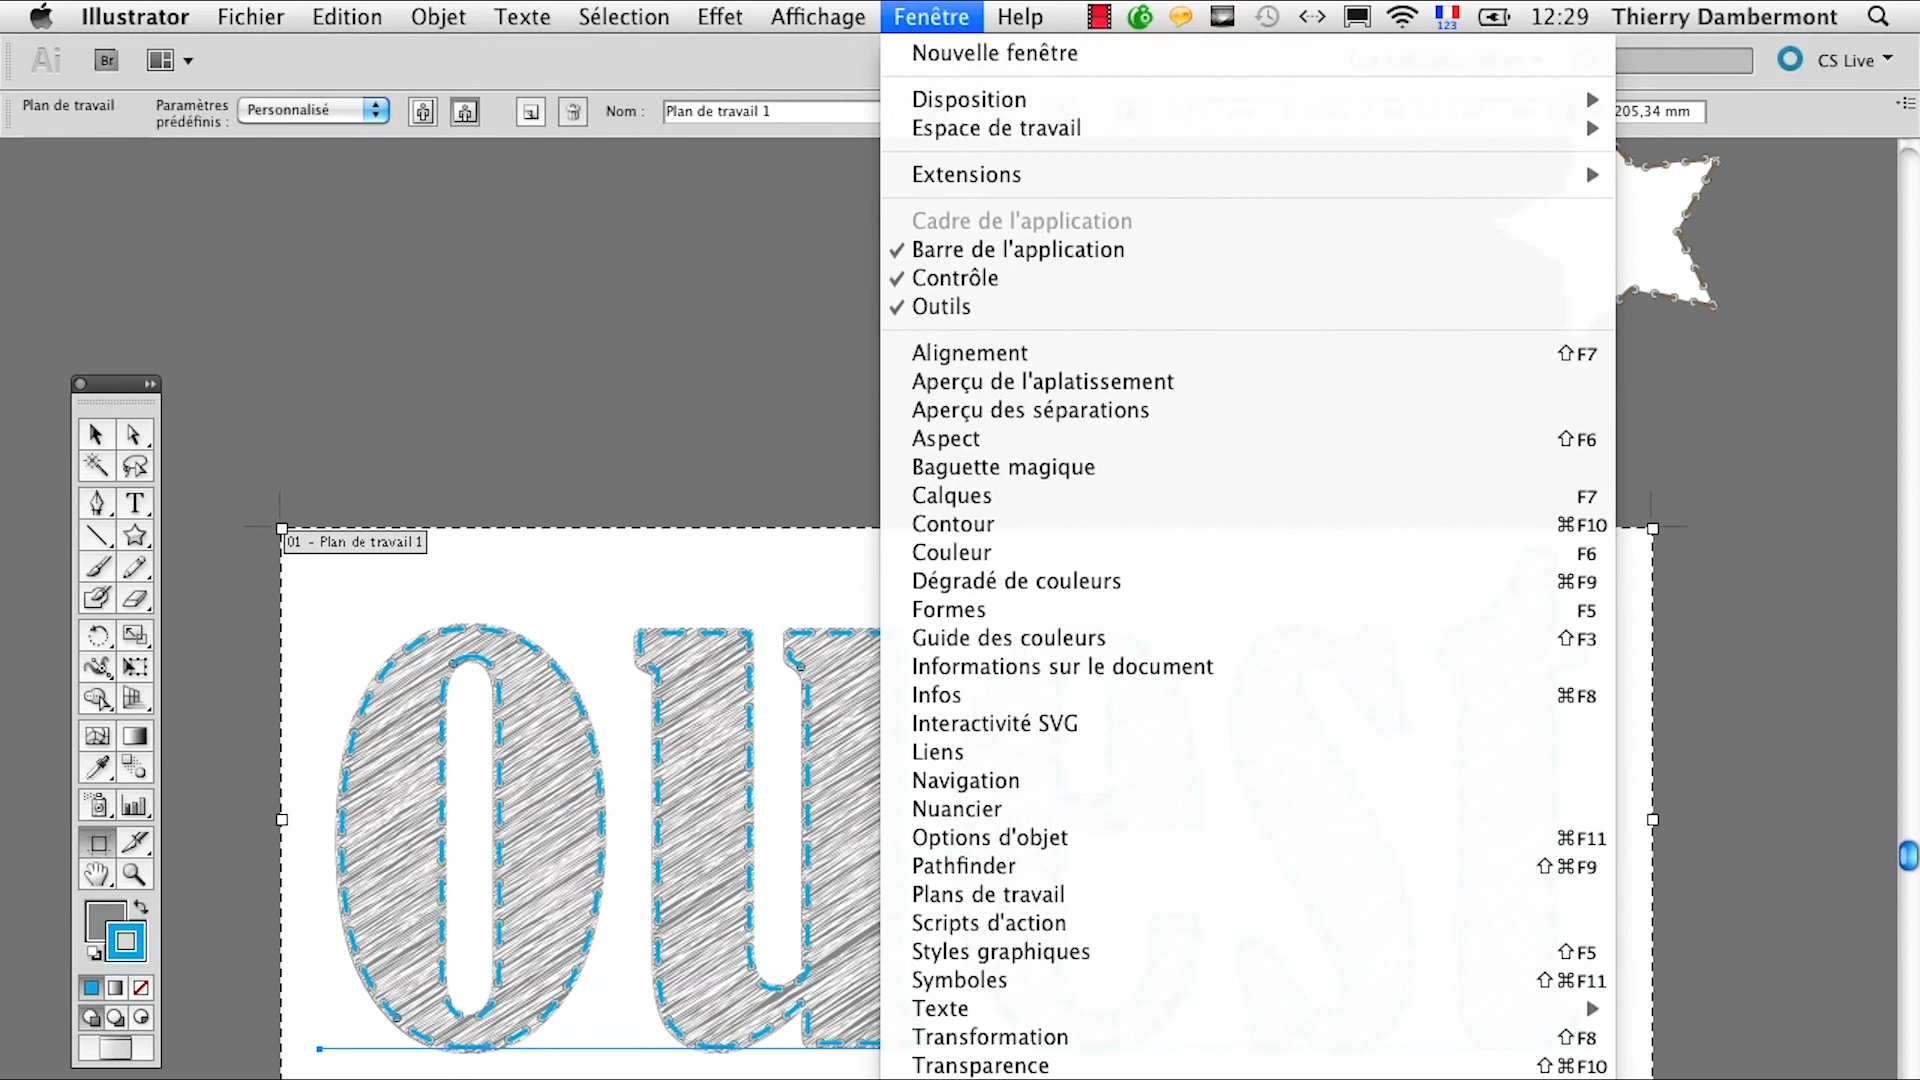 Illustrator Fichier Edition Objet Texte Sélection Effet Affichage Fenêtre Help 123 12:29 Thierry Dambermont
Ai Br CS Live
Plan de travail Paramètres prédéfinis : Personnalisé Nom : Plan de travail 1 205,34 mm
Nouvelle fenêtre
Disposition
Espace de travail
Extensions
Cadre de l'application
Barre de l'application
Contrôle
Outils
Alignement ⇧F7
Aperçu de l'aplatissement
Aperçu des séparations
Aspect ⇧F6
Baguette magique
Calques F7
Contour ⌘F10
Couleur F6
Dégradé de couleurs ⌘F9
Formes F5
Guide des couleurs ⇧F3
Informations sur le document
Infos ⌘F8
Interactivité SVG
Liens
Navigation
Nuancier
Options d'objet ⌘F11
Pathfinder ⇧⌘F9
Plans de travail
Scripts d'action
Styles graphiques ⇧F5
Symboles ⇧⌘F11
Texte
Transformation ⇧F8
Transparence ⇧⌘F10
01 - Plan de travail 1
ouest